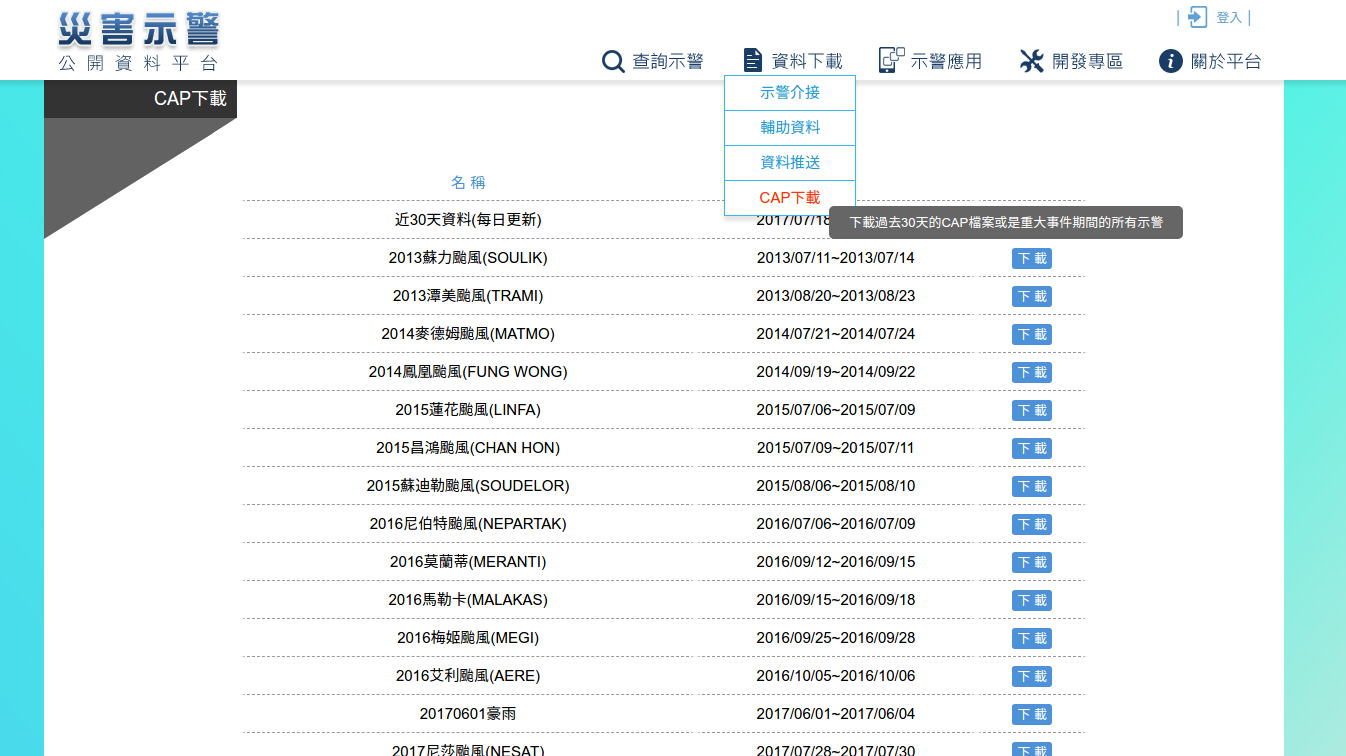 災害示警
公開資料平台
| 登入 |
查詢示警 資料下載 示警應用 開發專區 關於平台
CAP下載
示警介接
輔助資料
資料推送
CAP下載
下載過去30天的CAP檔案或是重大事件期間的所有示警
名 稱
近30天資料(每日更新) 2017/07/18
2013蘇力颱風(SOULIK) 2013/07/11~2013/07/14 下 載
2013潭美颱風(TRAMI) 2013/08/20~2013/08/23 下 載
2014麥德姆颱風(MATMO) 2014/07/21~2014/07/24 下 載
2014鳳凰颱風(FUNG WONG) 2014/09/19~2014/09/22 下 載
2015蓮花颱風(LINFA) 2015/07/06~2015/07/09 下 載
2015昌鴻颱風(CHAN HON) 2015/07/09~2015/07/11 下 載
2015蘇迪勒颱風(SOUDELOR) 2015/08/06~2015/08/10 下 載
2016尼伯特颱風(NEPARTAK) 2016/07/06~2016/07/09 下 載
2016莫蘭蒂(MERANTI) 2016/09/12~2016/09/15 下 載
2016馬勒卡(MALAKAS) 2016/09/15~2016/09/18 下 載
2016梅姬颱風(MEGI) 2016/09/25~2016/09/28 下 載
2016艾利颱風(AERE) 2016/10/05~2016/10/06 下 載
20170601豪雨 2017/06/01~2017/06/04 下 載
2017尼莎颱風(NESAT) 2017/07/28~2017/07/30 下 載